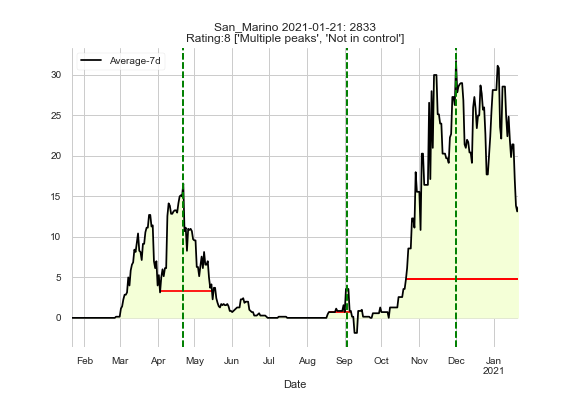 San_Marino 2021-01-21: 2833
Rating:8 ['Multiple peaks', 'Not in control']
Average-7d
30
25
20
15
10
5
0
Feb Mar Apr May Jun Jul Aug Sep Oct Nov Dec Jan
2021
Date